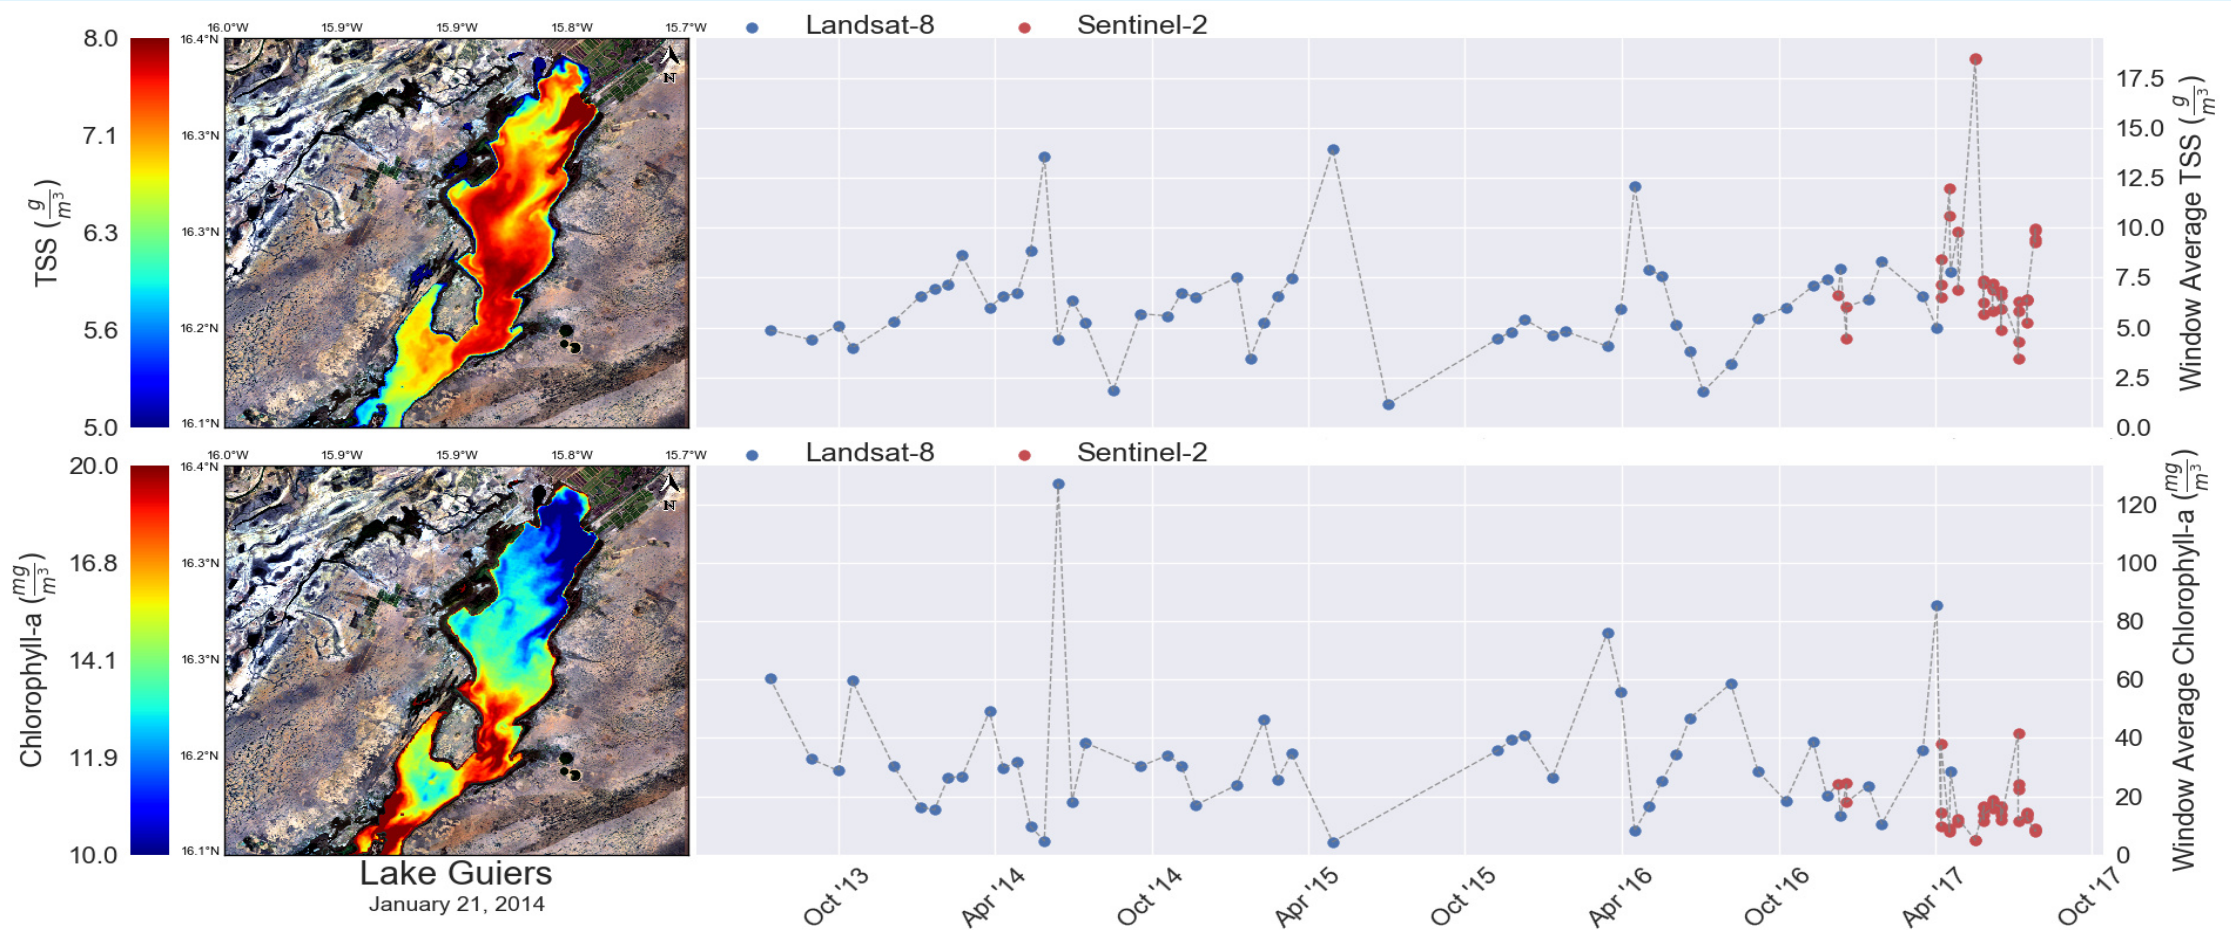 Landsat-8 Sentinel-2
16.0°W 15.9°W 15.9°W 15.8°W 15.7°W
8.0
7.1
6.3
5.6
5.0
TSS (g/m³)
16.4°N
16.3°N
16.3°N
16.2°N
16.1°N
N
17.5
15.0
12.5
10.0
7.5
5.0
2.5
0.0
Window Average TSS (g/m³)
Landsat-8 Sentinel-2
16.0°W 15.9°W 15.9°W 15.8°W 15.7°W
20.0
16.8
14.1
11.9
10.0
Chlorophyll-a (mg/m³)
16.4°N
16.3°N
16.3°N
16.2°N
16.1°N
N
120
100
80
60
40
20
0
Window Average Chlorophyll-a (mg/m³)
Oct '13 Apr '14 Oct '14 Apr '15 Oct '15 Apr '16 Oct '16 Apr '17 Oct '17
Lake Guiers
January 21, 2014